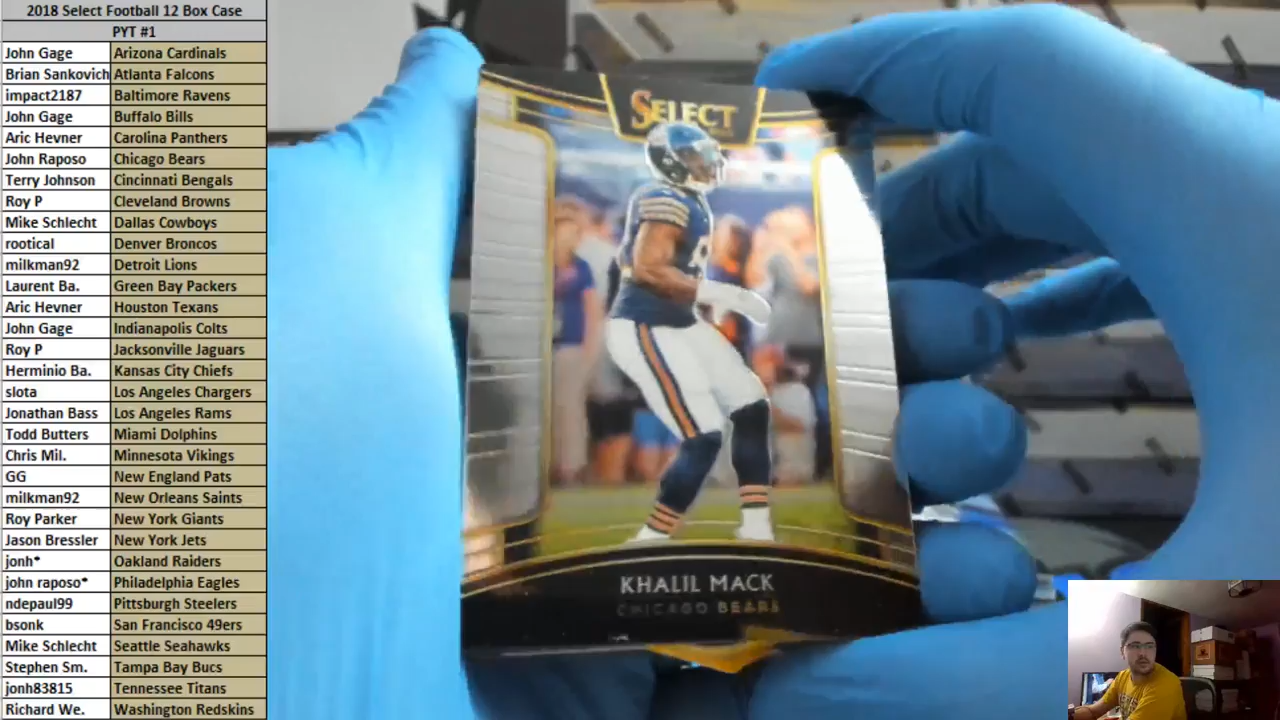 2018 Select Football 12 Box Case
PYT #1
John Gage Arizona Cardinals
Brian Sankovich Atlanta Falcons
impact2187 Baltimore Ravens
John Gage Buffalo Bills
Aric Hevner Carolina Panthers
John Raposo Chicago Bears
Terry Johnson Cincinnati Bengals
Roy P Cleveland Browns
Mike Schlecht Dallas Cowboys
rootical Denver Broncos
milkman92 Detroit Lions
Laurent Ba. Green Bay Packers
Aric Hevner Houston Texans
John Gage Indianapolis Colts
Roy P Jacksonville Jaguars
Herminio Ba. Kansas City Chiefs
slota Los Angeles Chargers
Jonathan Bass Los Angeles Rams
Todd Butters Miami Dolphins
Chris Mil. Minnesota Vikings
GG New England Pats
milkman92 New Orleans Saints
Roy Parker New York Giants
Jason Bressler New York Jets
jonh* Oakland Raiders
john raposo* Philadelphia Eagles
ndepaul99 Pittsburgh Steelers
bsonk San Francisco 49ers
Mike Schlecht Seattle Seahawks
Stephen Sm. Tampa Bay Bucs
jonh83815 Tennessee Titans
Richard We. Washington Redskins
SELECT
KHALIL MACK
CHICAGO BEARS